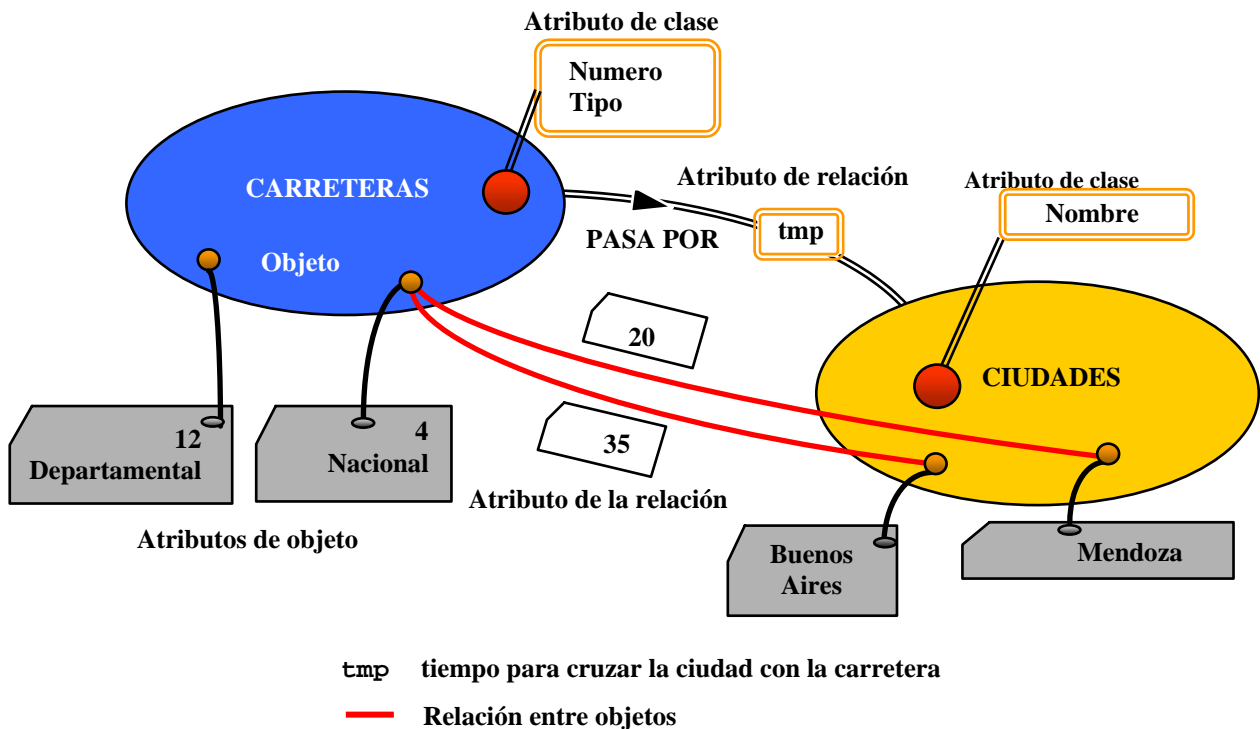 Atributo de clase
Numero
Tipo
CARRETERAS
Atributo de relación
Atributo de clase
Nombre
tmp
PASA POR
Objeto
20
CIUDADES
12
Departamental
4
Nacional
35
Atributo de la relación
Atributos de objeto
Buenos
Aires
Mendoza
tmp tiempo para cruzar la ciudad con la carretera
Relación entre objetos